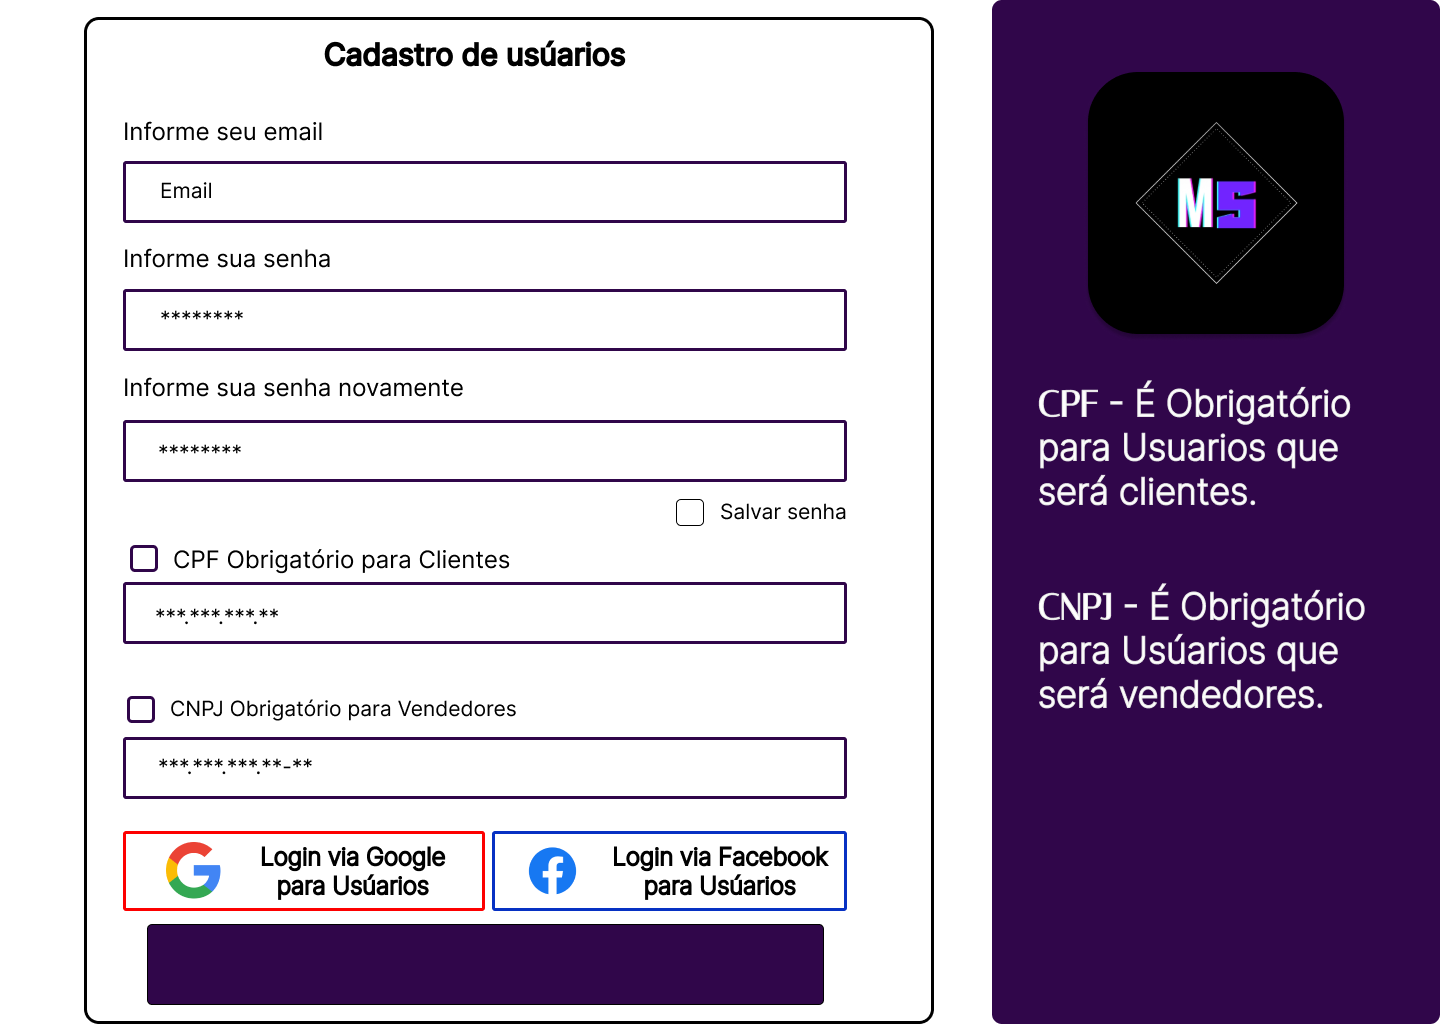 Cadastro de usúarios
Informe seu email
Email
Informe sua senha
********
Informe sua senha novamente
********
Salvar senha
CPF Obrigatório para Clientes
***.***.***.**
CNPJ Obrigatório para Vendedores
***.***.***.**-**
Login via Google
para Usúarios
Login via Facebook
para Usúarios
MS
CPF - É Obrigatório
para Usuarios que
será clientes.
CNPJ - É Obrigatório
para Usúarios que
será vendedores.